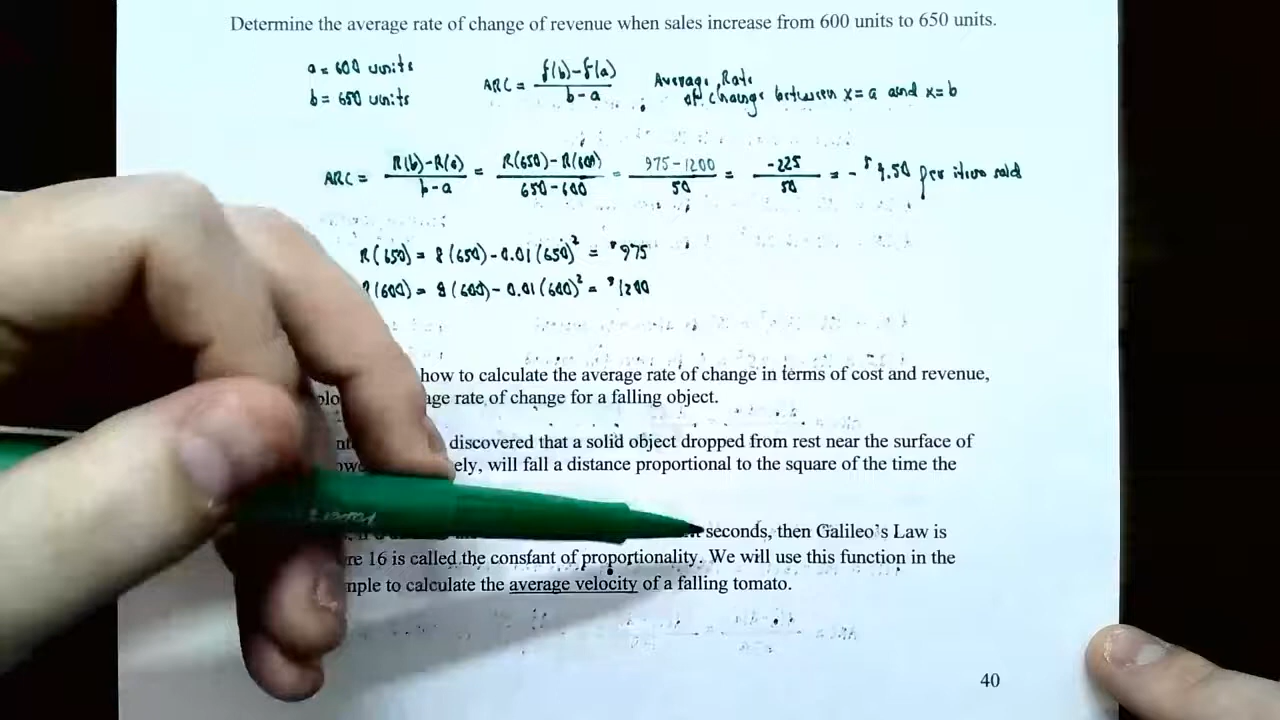 Determine the average rate of change of revenue when sales increase from 600 units to 650 units.
a = 600 units
b = 650 units
ARC = f(b)-f(a) / b-a ; Average Rate of change between x=a and x=b
ARC = R(b)-R(a) / b-a = R(650)-R(600) / 650-600 = 975-1200 / 50 = -225 / 50 = -$4.50 per item sold
R(650) = 8(650)-0.01(650)² = $975
(600) = 8(600)-0.01(600)² = $1200
how to calculate the average rate of change in terms of cost and revenue,
rate of change for a falling object.
discovered that a solid object dropped from rest near the surface of
will fall a distance proportional to the square of the time the
seconds, then Galileo's Law is
16 is called the constant of proportionality. We will use this function in the
to calculate the average velocity of a falling tomato.
40